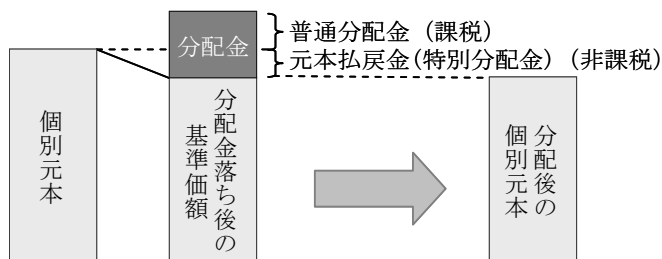 普通分配金 (課税)
分配金
元本払戻金(特別分配金) (非課税)
個別元本
分配金落ち後の
基準価額
分配後の
個別元本